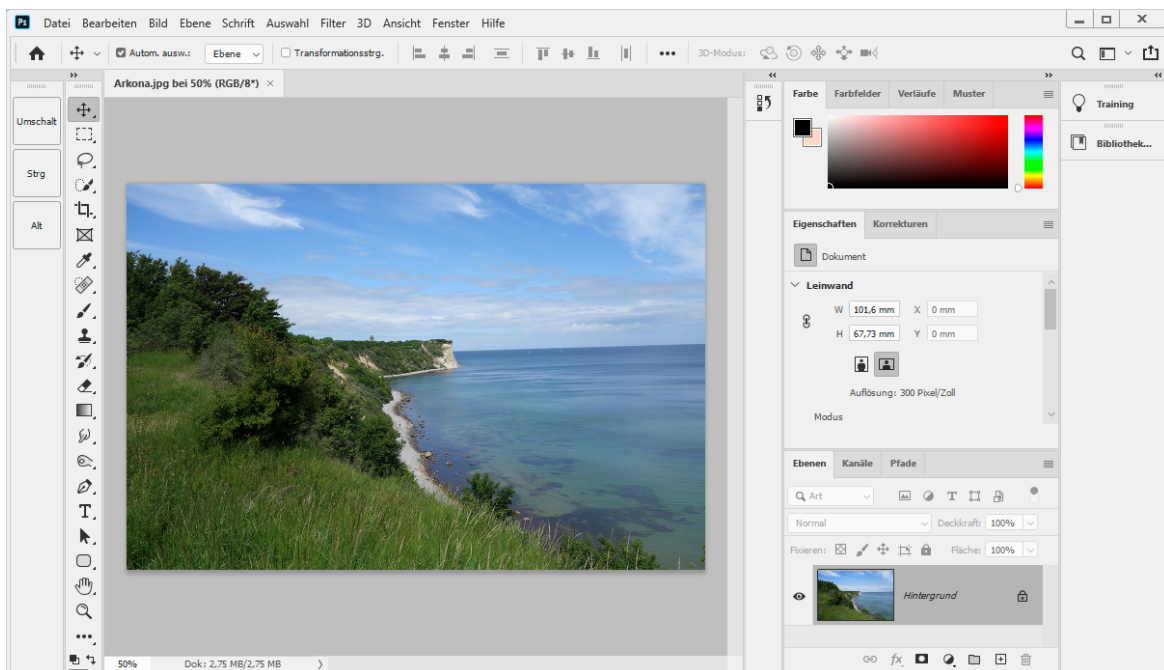 Ps Datei Bearbeiten Bild Ebene Schrift Auswahl Filter 3D Ansicht Fenster Hilfe
Autom. ausw.: Ebene Transformationsstrg. 3D-Modus:
Arkona.jpg bei 50% (RGB/8*)
Umschalt
Strg
Alt
50% Dok: 2,75 MB/2,75 MB
Farbe Farbfelder Verläufe Muster
Eigenschaften Korrekturen
Dokument
Leinwand
W 101,6 mm X 0 mm
H 67,73 mm Y 0 mm
Auflösung: 300 Pixel/Zoll
Modus
Ebenen Kanäle Pfade
Art
Normal Deckkraft: 100%
Fixieren: Fläche: 100%
Hintergrund
fx
Training
Bibliothek...